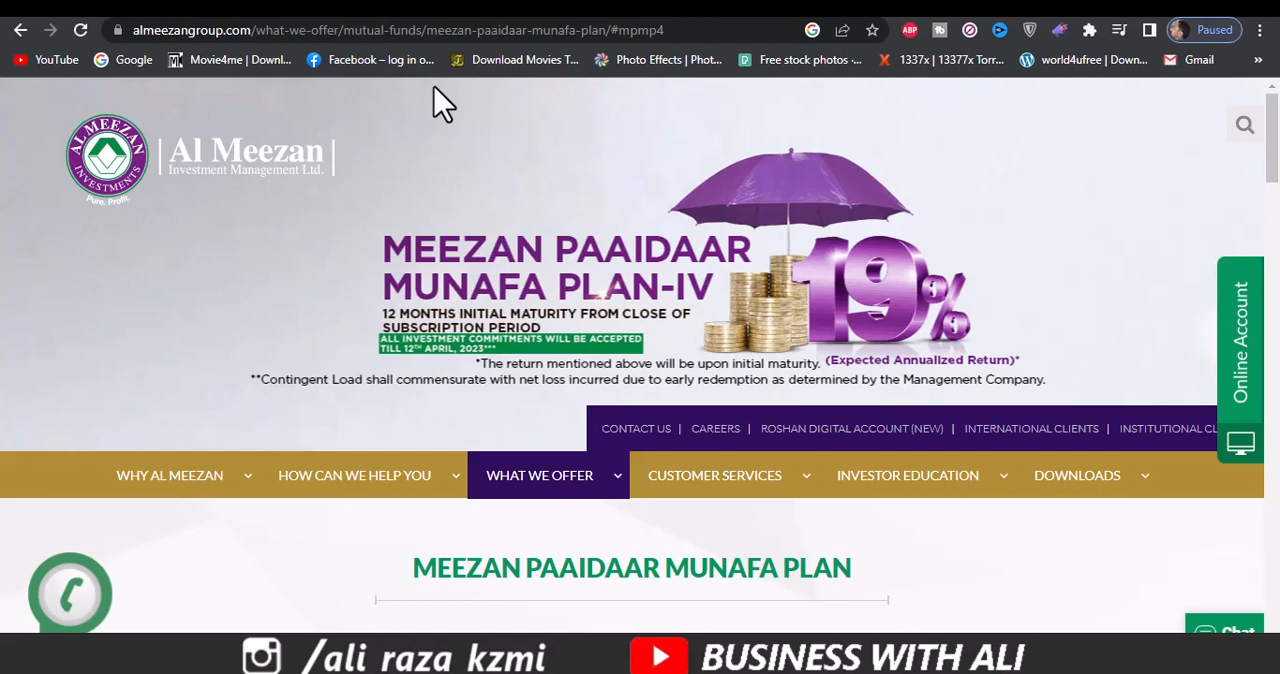 almeezangroup.com/what-we-offer/mutual-funds/meezan-paaidaar-munafa-plan/#mpmp4
ABP
Paused
YouTube
Google
Movie4me | Downl...
Facebook – log in o...
Download Movies T...
Photo Effects | Phot...
Free stock photos -...
1337x | 13377x Torr...
world4ufree | Down...
Gmail
»
AL MEEZAN INVESTMENTS
Pure. Profit.
Al Meezan
Investment Management Ltd.
MEEZAN PAAIDAAR
MUNAFA PLAN-IV
19%
12 MONTHS INITIAL MATURITY FROM CLOSE OF
SUBSCRIPTION PERIOD
ALL INVESTMENT COMMITMENTS WILL BE ACCEPTED
TILL 12TH APRIL, 2023***
*The return mentioned above will be upon initial maturity. (Expected Annualized Return)*
**Contingent Load shall commensurate with net loss incurred due to early redemption as determined by the Management Company.
Online Account
CONTACT US | CAREERS | ROSHAN DIGITAL ACCOUNT (NEW) | INTERNATIONAL CLIENTS | INSTITUTIONAL CL
WHY AL MEEZAN
HOW CAN WE HELP YOU
WHAT WE OFFER
CUSTOMER SERVICES
INVESTOR EDUCATION
DOWNLOADS
MEEZAN PAAIDAAR MUNAFA PLAN
Chat
/ali raza kzmi
BUSINESS WITH ALI